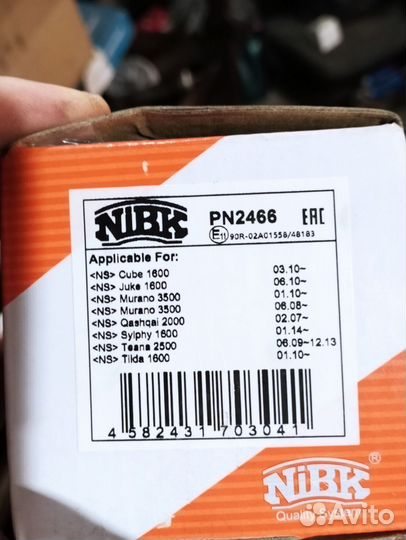 NiBK PN2466 EAC
E11 90R-02A01558/48183
Applicable For:
<NS> Cube 1600 03.10~
<NS> Juke 1600 06.10~
<NS> Murano 3500 01.10~
<NS> Murano 3500 06.08~
<NS> Qashqai 2000 02.07~
<NS> Sylphy 1600 01.14~
<NS> Teana 2500 06.09~12.13
<NS> Tiida 1600 01.10~
4 582431 703041
NiBK ®
Quality System
Avito